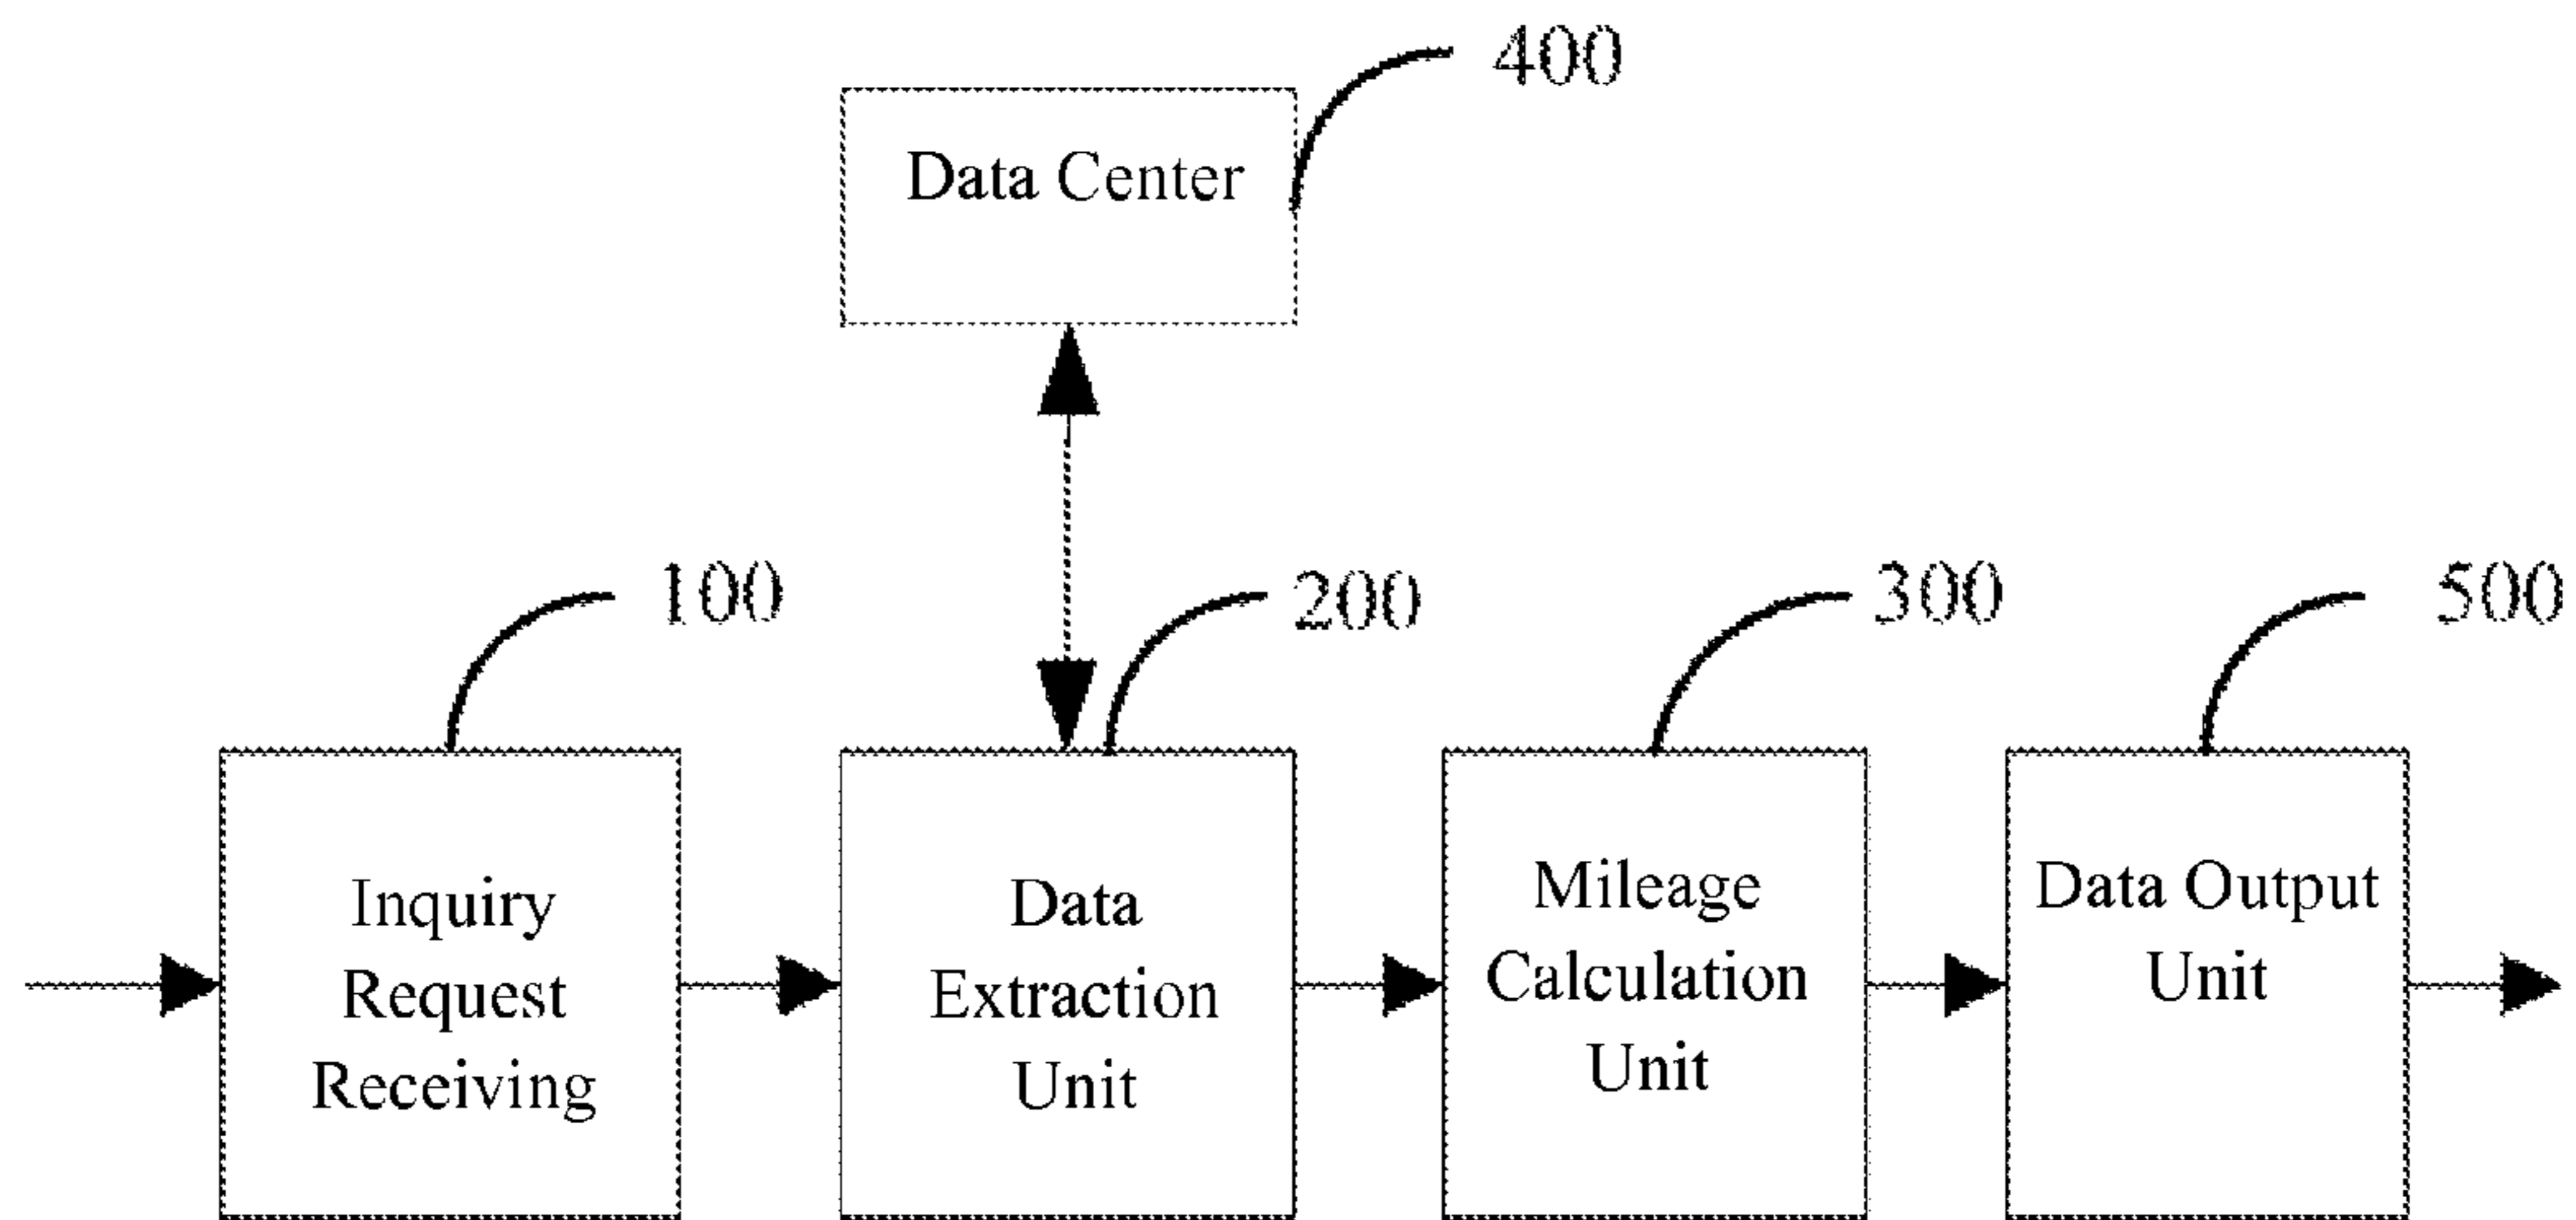 400
Data Center
100
200
300
500
Inquiry
Request
Receiving
Data
Extraction
Unit
Mileage
Calculation
Unit
Data Output
Unit